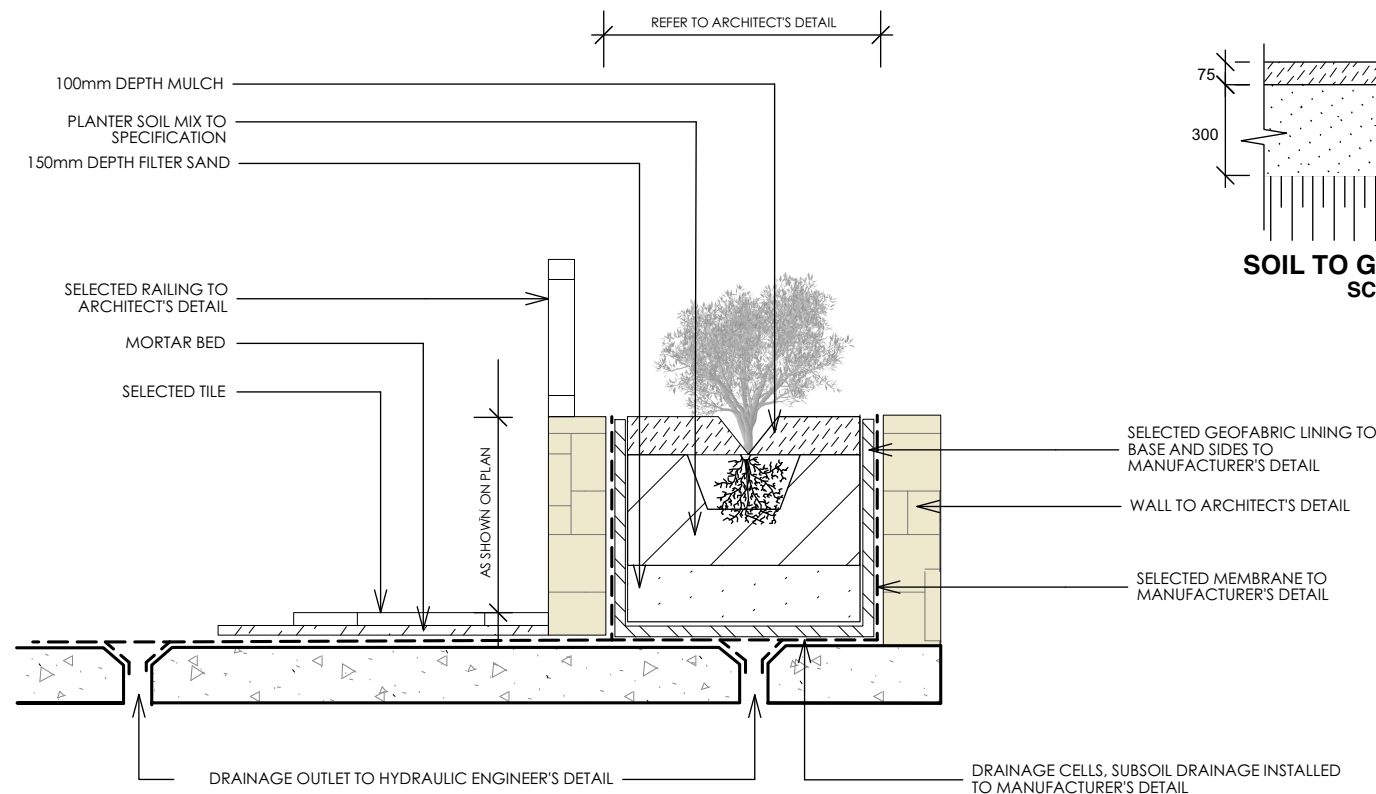 REFER TO ARCHITECT'S DETAIL
100mm DEPTH MULCH
PLANTER SOIL MIX TO
SPECIFICATION
150mm DEPTH FILTER SAND
SELECTED RAILING TO
ARCHITECT'S DETAIL
MORTAR BED
SELECTED TILE
AS SHOWN ON PLAN
SELECTED GEOFABRIC LINING TO
BASE AND SIDES TO
MANUFACTURER'S DETAIL
WALL TO ARCHITECT'S DETAIL
SELECTED MEMBRANE TO
MANUFACTURER'S DETAIL
DRAINAGE OUTLET TO HYDRAULIC ENGINEER'S DETAIL
DRAINAGE CELLS, SUBSOIL DRAINAGE INSTALLED
TO MANUFACTURER'S DETAIL
75
300
SOIL TO G
SC